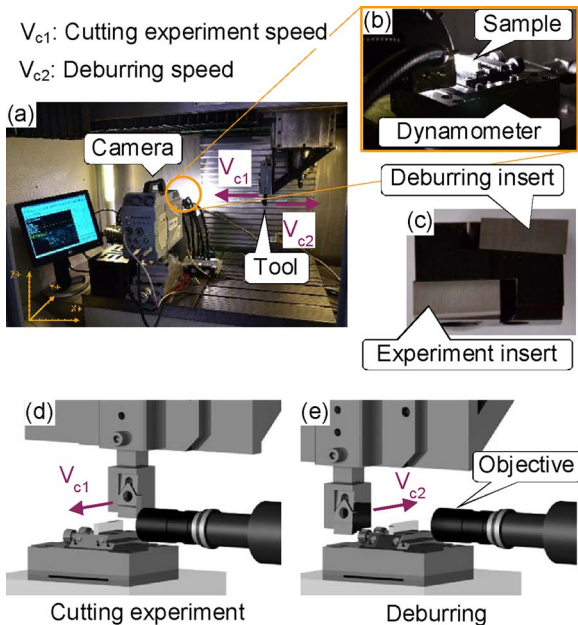 Vc1: Cutting experiment speed
Vc2: Deburring speed
(a)
Camera
Vc1
Vc2
Tool
(b)
Sample
Dynamometer
Deburring insert
(c)
Experiment insert
(d)
Vc1
Cutting experiment
(e)
Vc2
Objective
Deburring